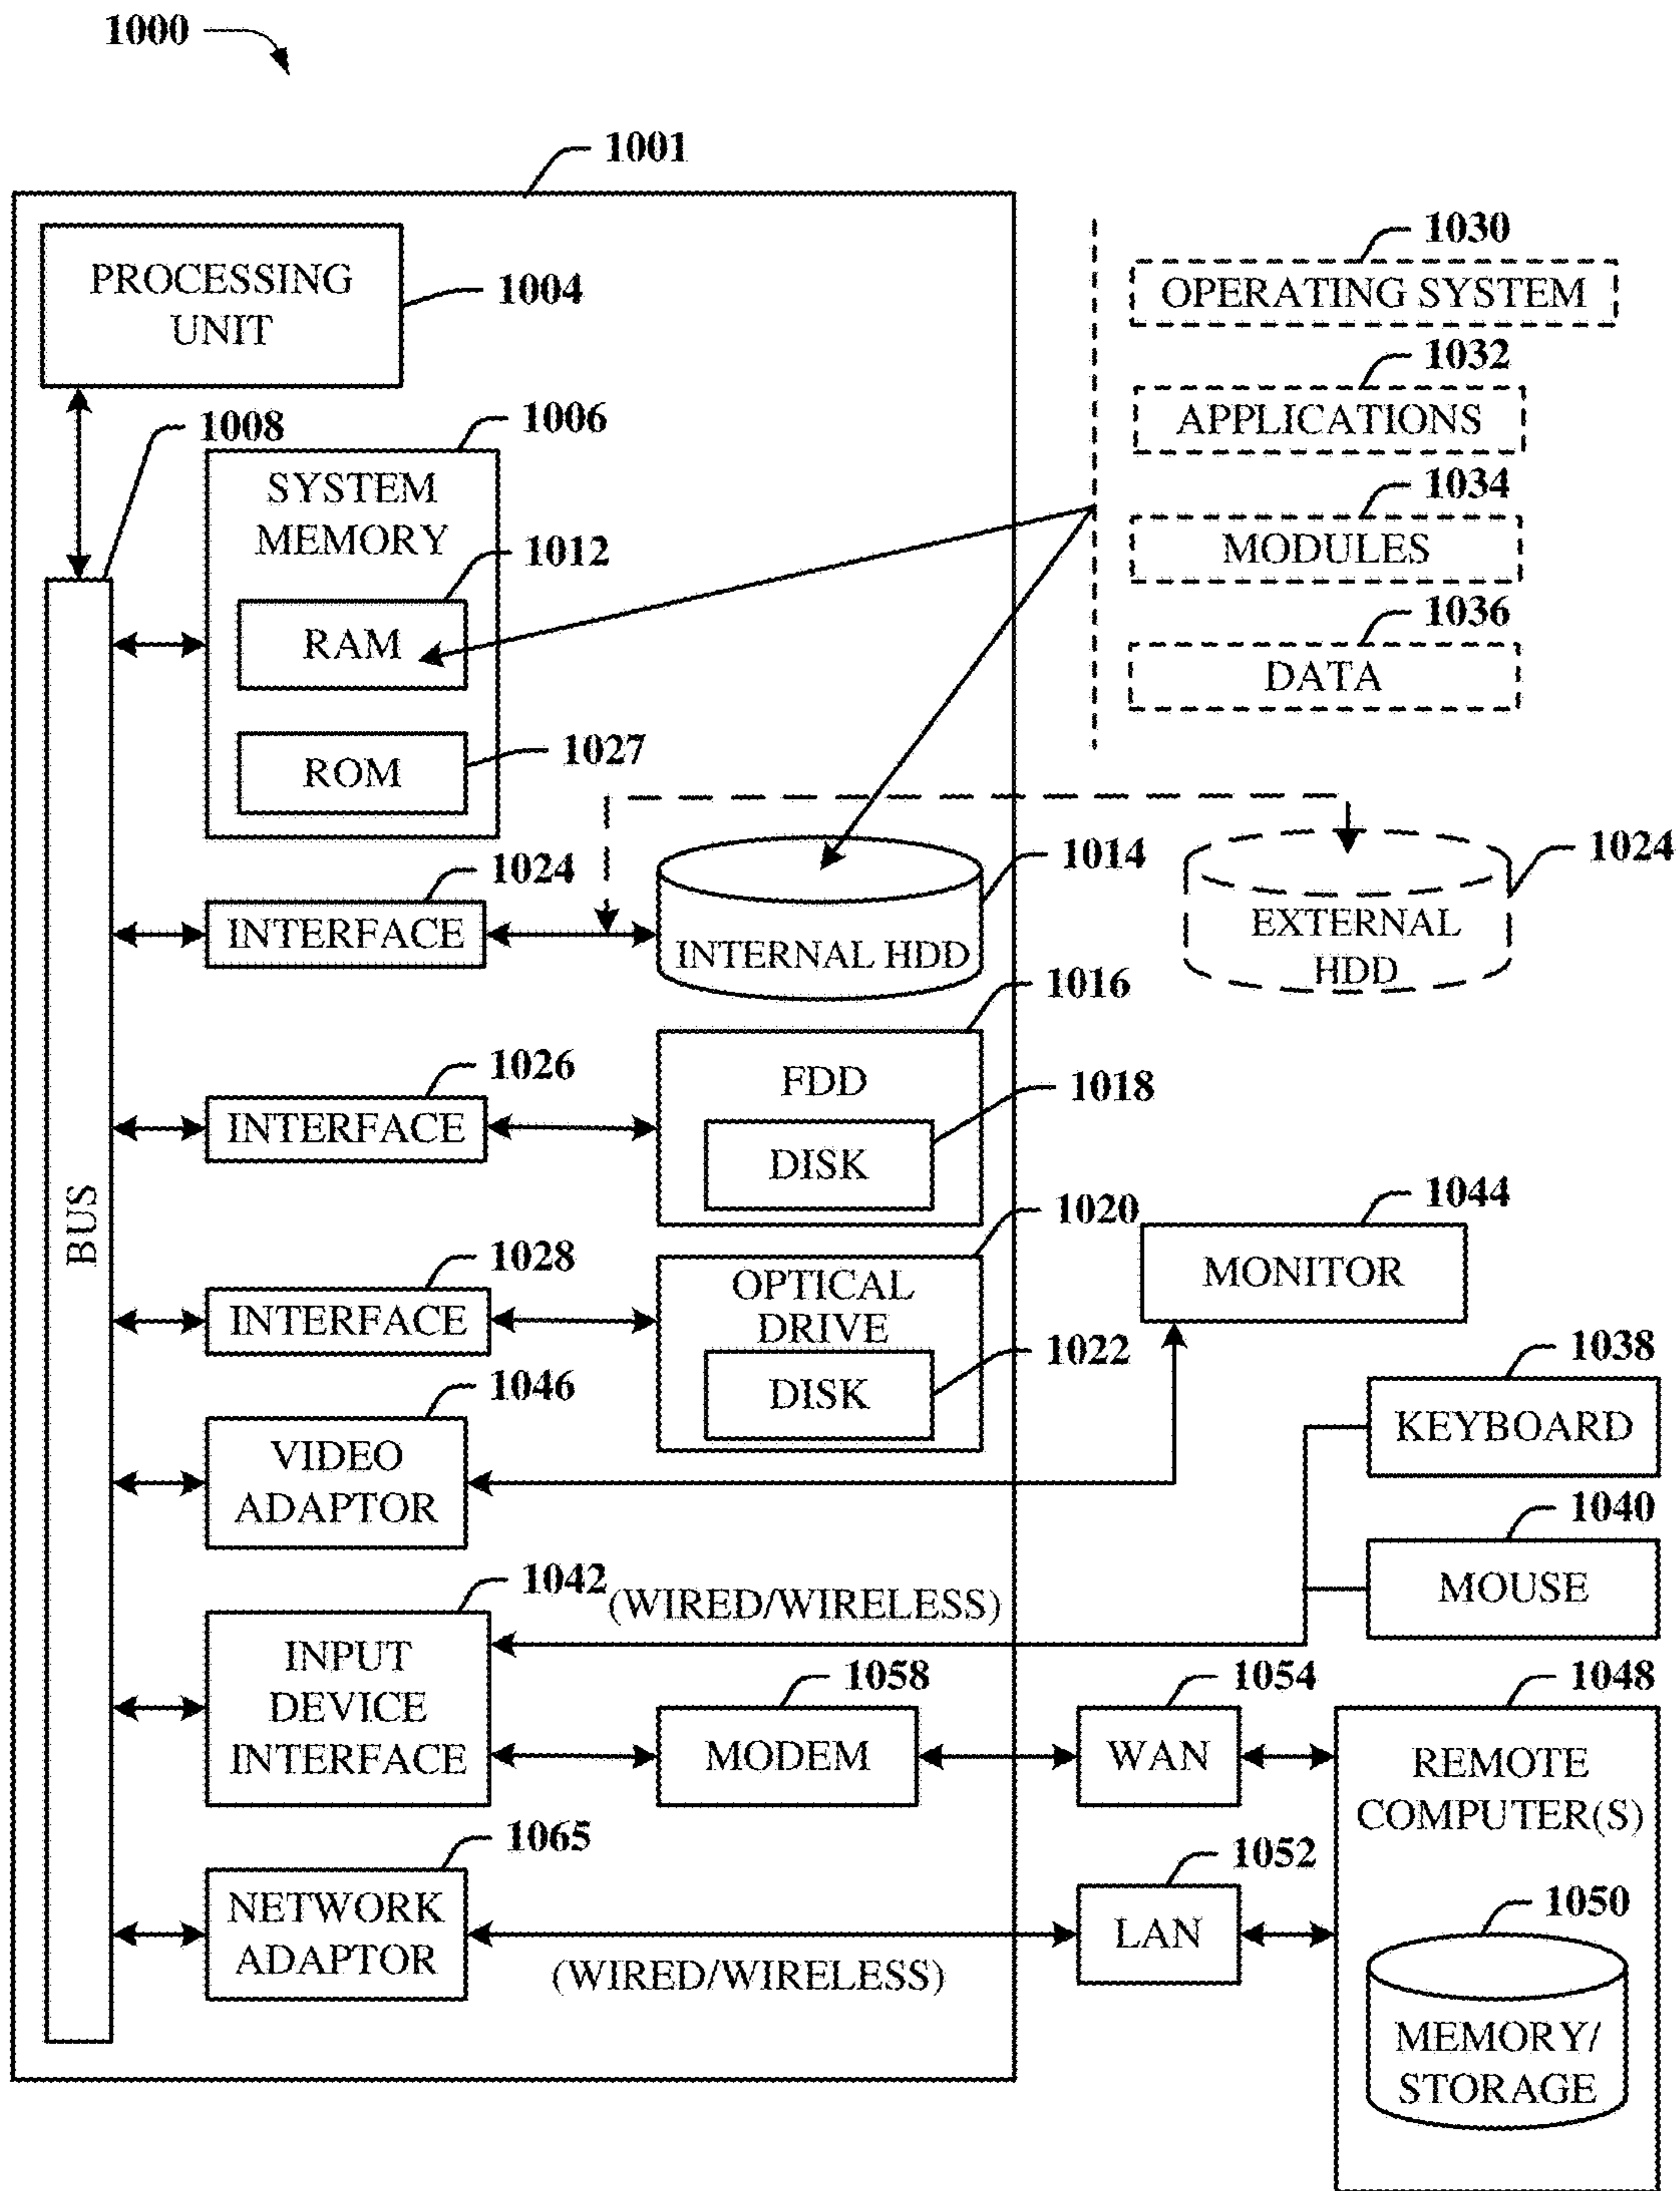 1000
1001
PROCESSING
UNIT
1004
1030
OPERATING SYSTEM
1032
APPLICATIONS
1034
MODULES
1036
DATA
1008
1006
SYSTEM
MEMORY
1012
RAM
1027
ROM
1024
INTERFACE
1014
INTERNAL HDD
1024
EXTERNAL
HDD
1016
FDD
1026
INTERFACE
1018
DISK
BUS
1020
1044
MONITOR
1028
INTERFACE
OPTICAL
DRIVE
1022
DISK
1038
KEYBOARD
1046
VIDEO
ADAPTOR
1040
MOUSE
1042
(WIRED/WIRELESS)
INPUT
DEVICE
INTERFACE
1058
MODEM
1054
WAN
1048
REMOTE
COMPUTER(S)
1065
NETWORK
ADAPTOR
(WIRED/WIRELESS)
1052
LAN
1050
MEMORY/
STORAGE